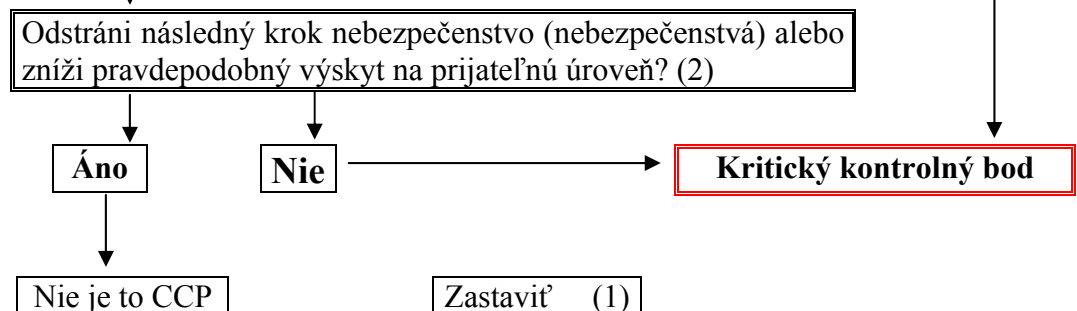 Odstráni následný krok nebezpečenstvo (nebezpečenstvá) alebo
zníži pravdepodobný výskyt na prijateľnú úroveň? (2)
Áno
Nie
Kritický kontrolný bod
Nie je to CCP
Zastaviť (1)